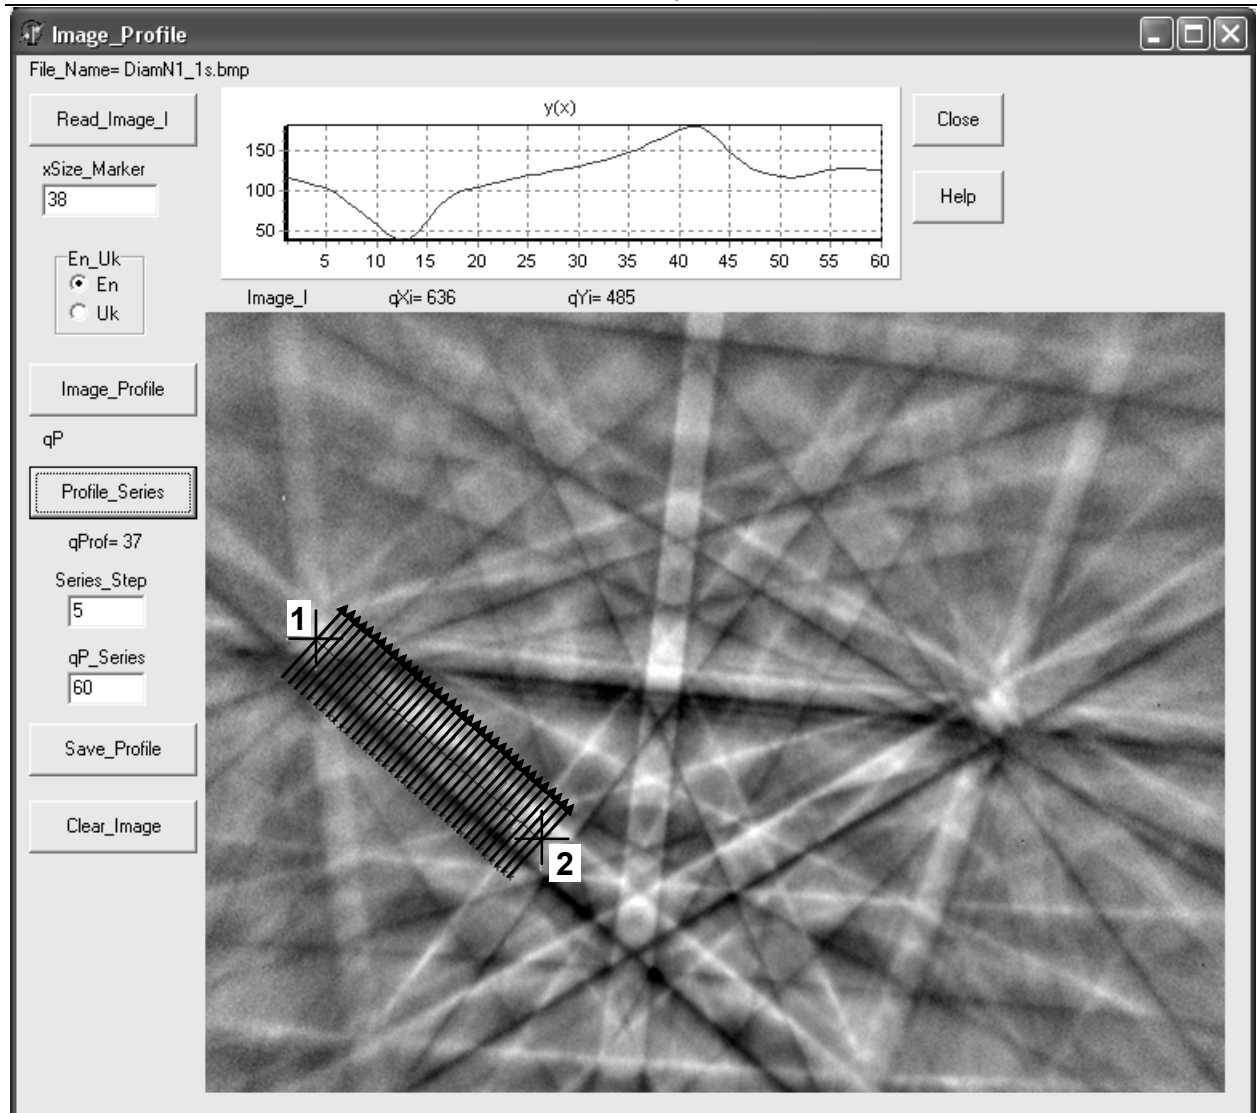 Image_Profile
File_Name= DiamN1_1s.bmp
Read_Image_I
xSize_Marker
38
En_Uk
En
Uk
Image_Profile
qP
Profile_Series
qProf= 37
Series_Step
5
qP_Series
60
Save_Profile
Clear_Image
y(x)
150
100
50
5 10 15 20 25 30 35 40 45 50 55 60
Close
Help
Image_I qXi= 636 qYi= 485
1
2